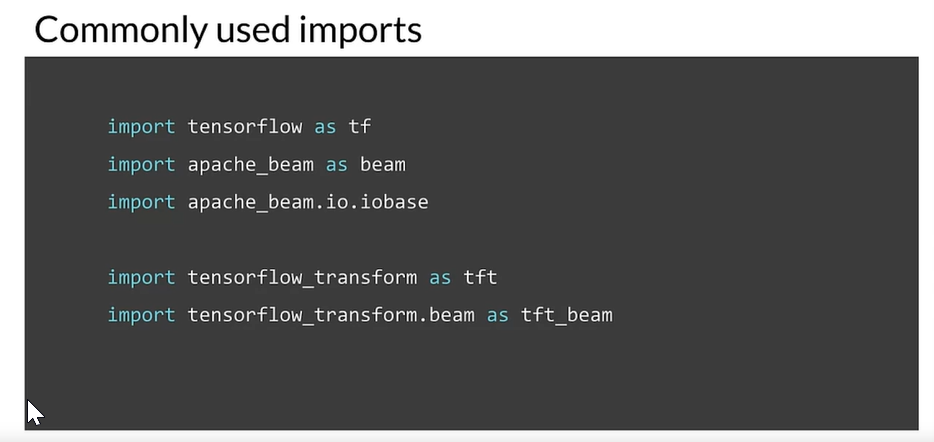 Commonly used imports
import tensorflow as tf
import apache_beam as beam
import apache_beam.io.iobase
import tensorflow_transform as tft
import tensorflow_transform.beam as tft_beam